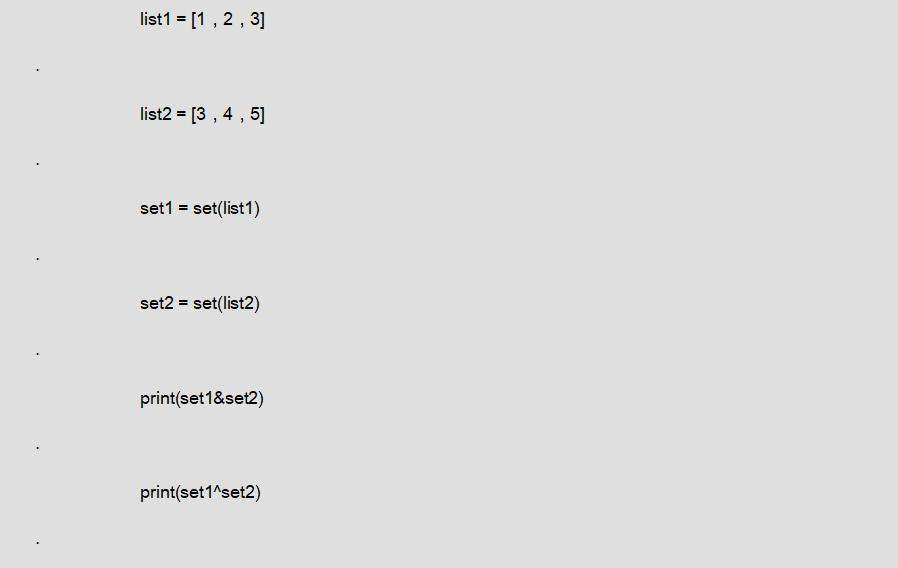 list1 = [1 , 2 , 3]
.
list2 = [3 , 4 , 5]
.
set1 = set(list1)
.
set2 = set(list2)
.
print(set1&set2)
.
print(set1^set2)
.